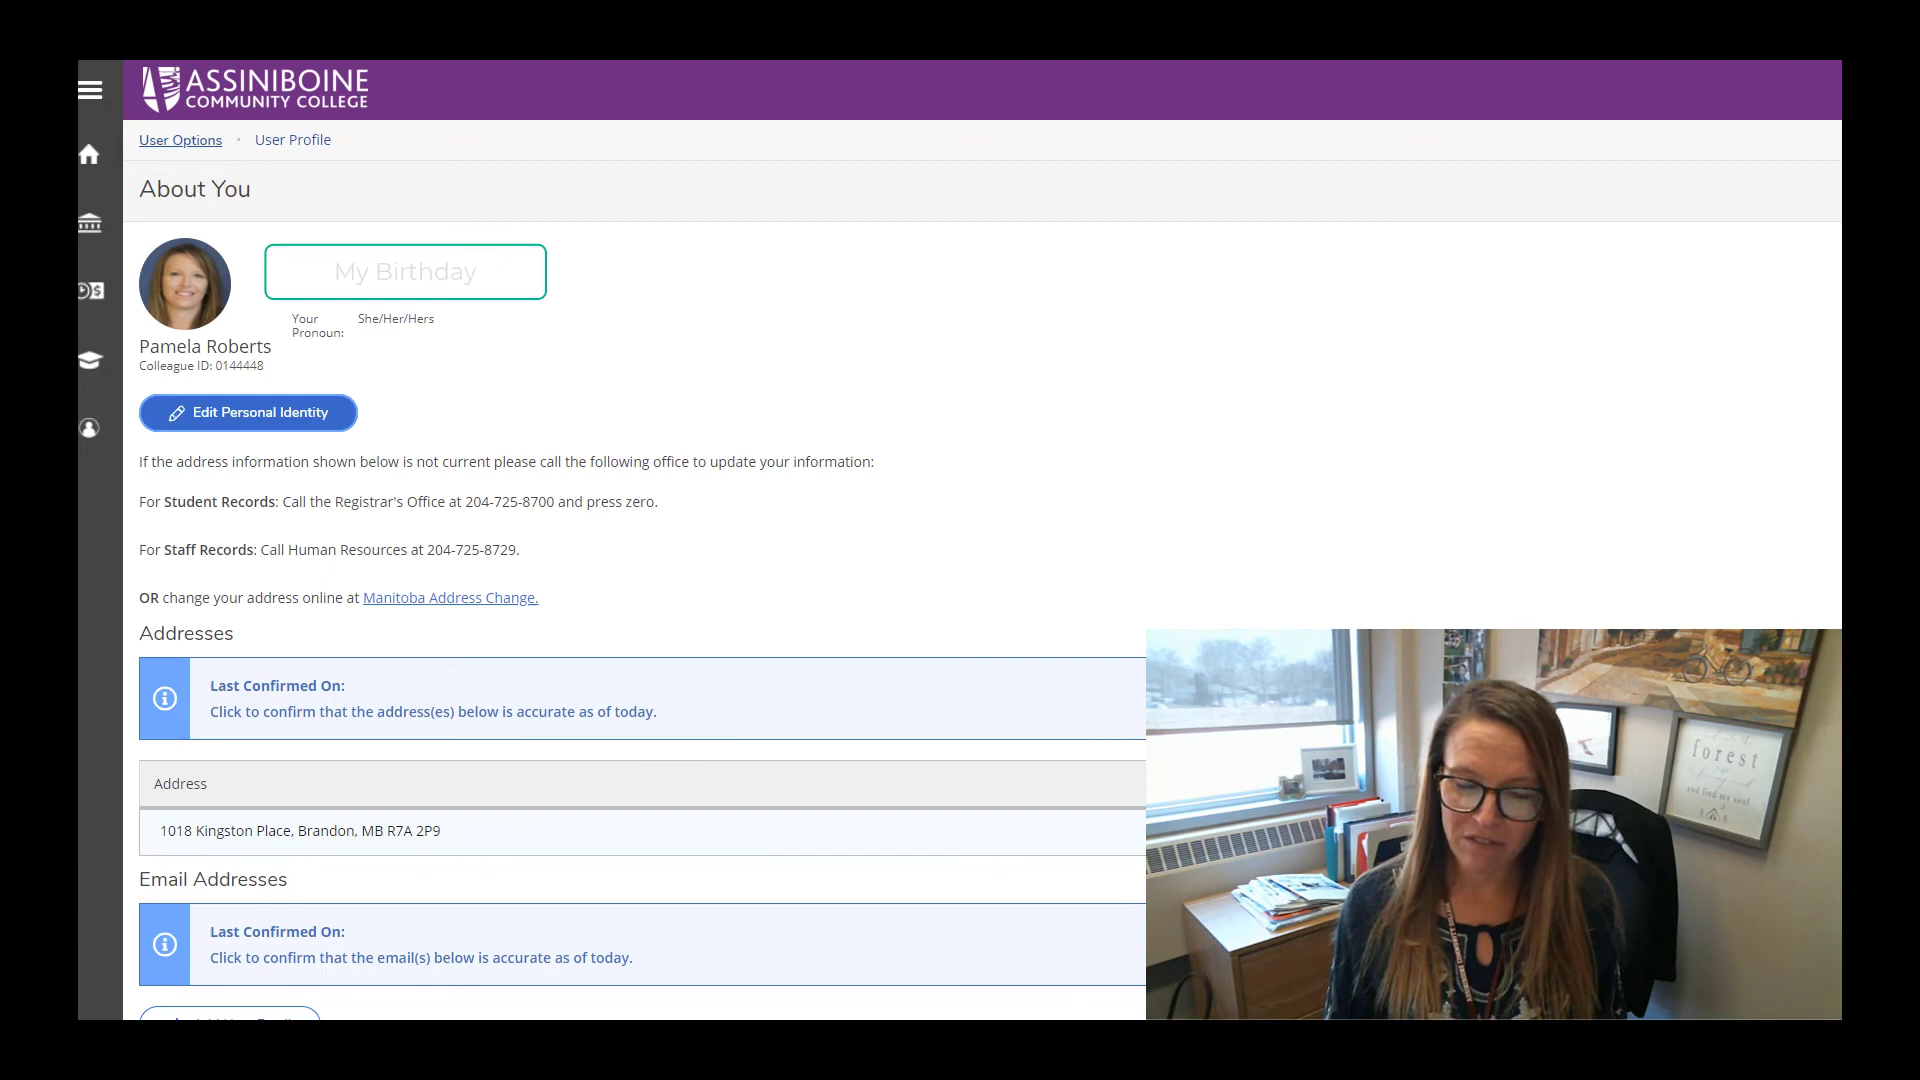 ASSINIBOINE
COMMUNITY COLLEGE
User Options • User Profile
About You
My Birthday
Your Pronoun: She/Her/Hers
Pamela Roberts
Colleague ID: 0144448
Edit Personal Identity
If the address information shown below is not current please call the following office to update your information:
For Student Records: Call the Registrar's Office at 204-725-8700 and press zero.
For Staff Records: Call Human Resources at 204-725-8729.
OR change your address online at Manitoba Address Change.
Addresses
Last Confirmed On:
Click to confirm that the address(es) below is accurate as of today.
Address
1018 Kingston Place, Brandon, MB R7A 2P9
Email Addresses
Last Confirmed On:
Click to confirm that the email(s) below is accurate as of today.
forest
and find my soul